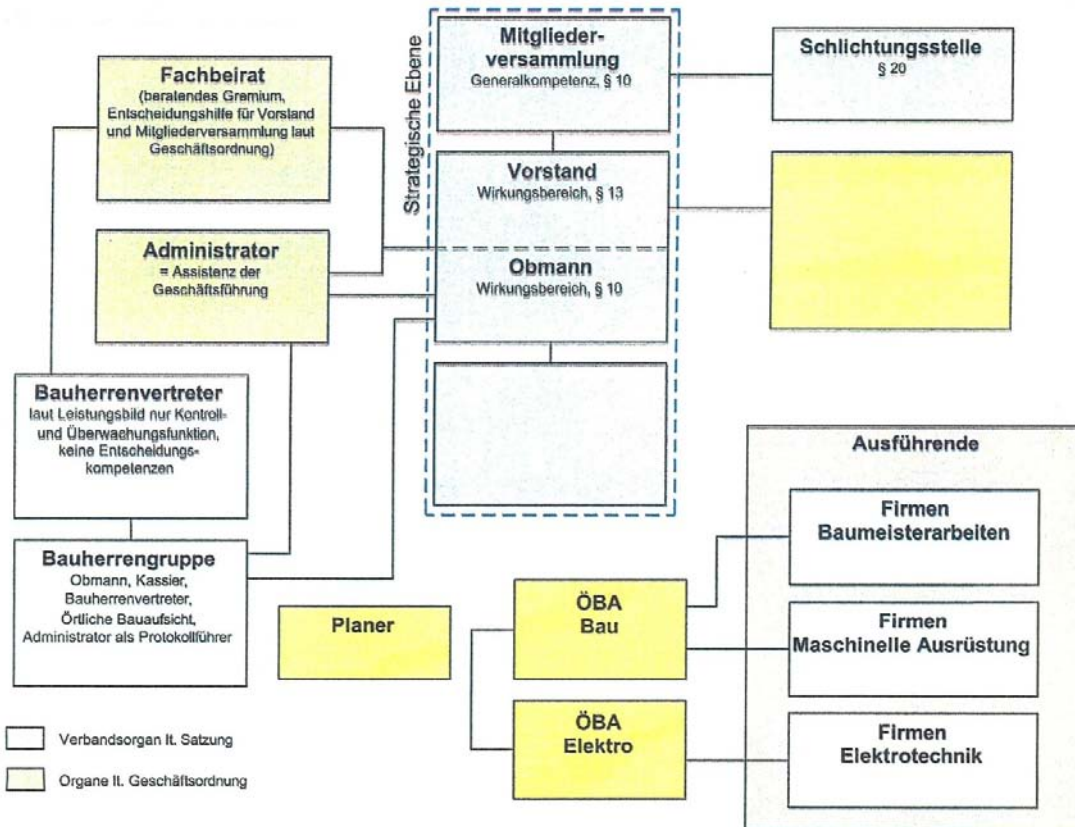 Fachbeirat
(beratendes Gremium,
Entscheidungshilfe für Vorstand
und Mitgliederversammlung laut
Geschäftsordnung)
Administrator
= Assistenz der
Geschäftsführung
Bauherrenvertreter
laut Leistungsbild nur Kontroll-
und Überwachungsfunktion,
keine Entscheidungs-
kompetenzen
Bauherrengruppe
Obmann, Kassier,
Bauherrenvertreter,
Örtliche Bauaufsicht,
Administrator als Protokollführer
Strategische Ebene
Mitglieder-
versammlung
Generalkompetenz, § 10
Vorstand
Wirkungsbereich, § 13
Obmann
Wirkungsbereich, § 10
Schlichtungsstelle
§ 20
Planer
ÖBA
Bau
ÖBA
Elektro
Ausführende
Firmen
Baumeisterarbeiten
Firmen
Maschinelle Ausrüstung
Firmen
Elektrotechnik
Verbandsorgan lt. Satzung
Organe lt. Geschäftsordnung